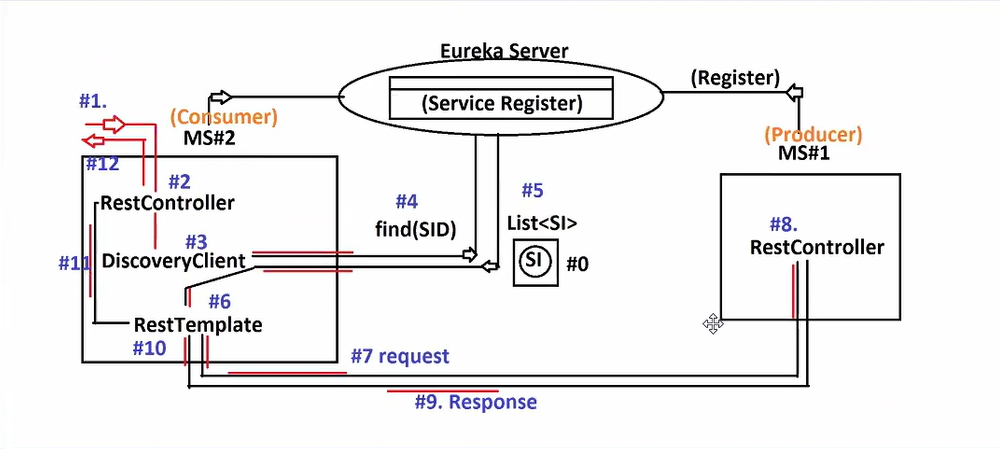 Eureka Server
(Service Register)
(Register)
#1.
(Consumer)
MS#2
(Producer)
MS#1
#12
#2
RestController
#3
DiscoveryClient
#11
#6
RestTemplate
#10
#4
find(SID)
#5
List<SI>
SI
#0
#8.
RestController
#7 request
#9. Response